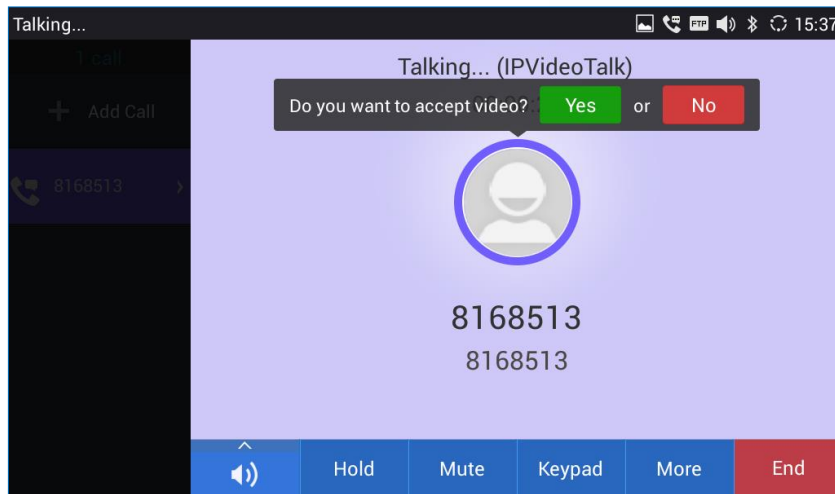 Talking...
FTP
15:37
1 call
Add Call
8168513
Talking... (IPVideoTalk)
Do you want to accept video? Yes or No
8168513
8168513
Hold
Mute
Keypad
More
End